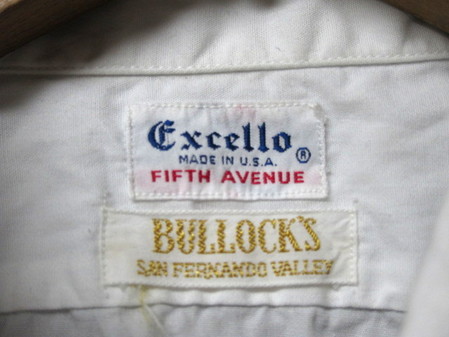 Excello ®
MADE IN U.S.A.
FIFTH AVENUE
BULLOCK'S
SAN FERNANDO VALLEY